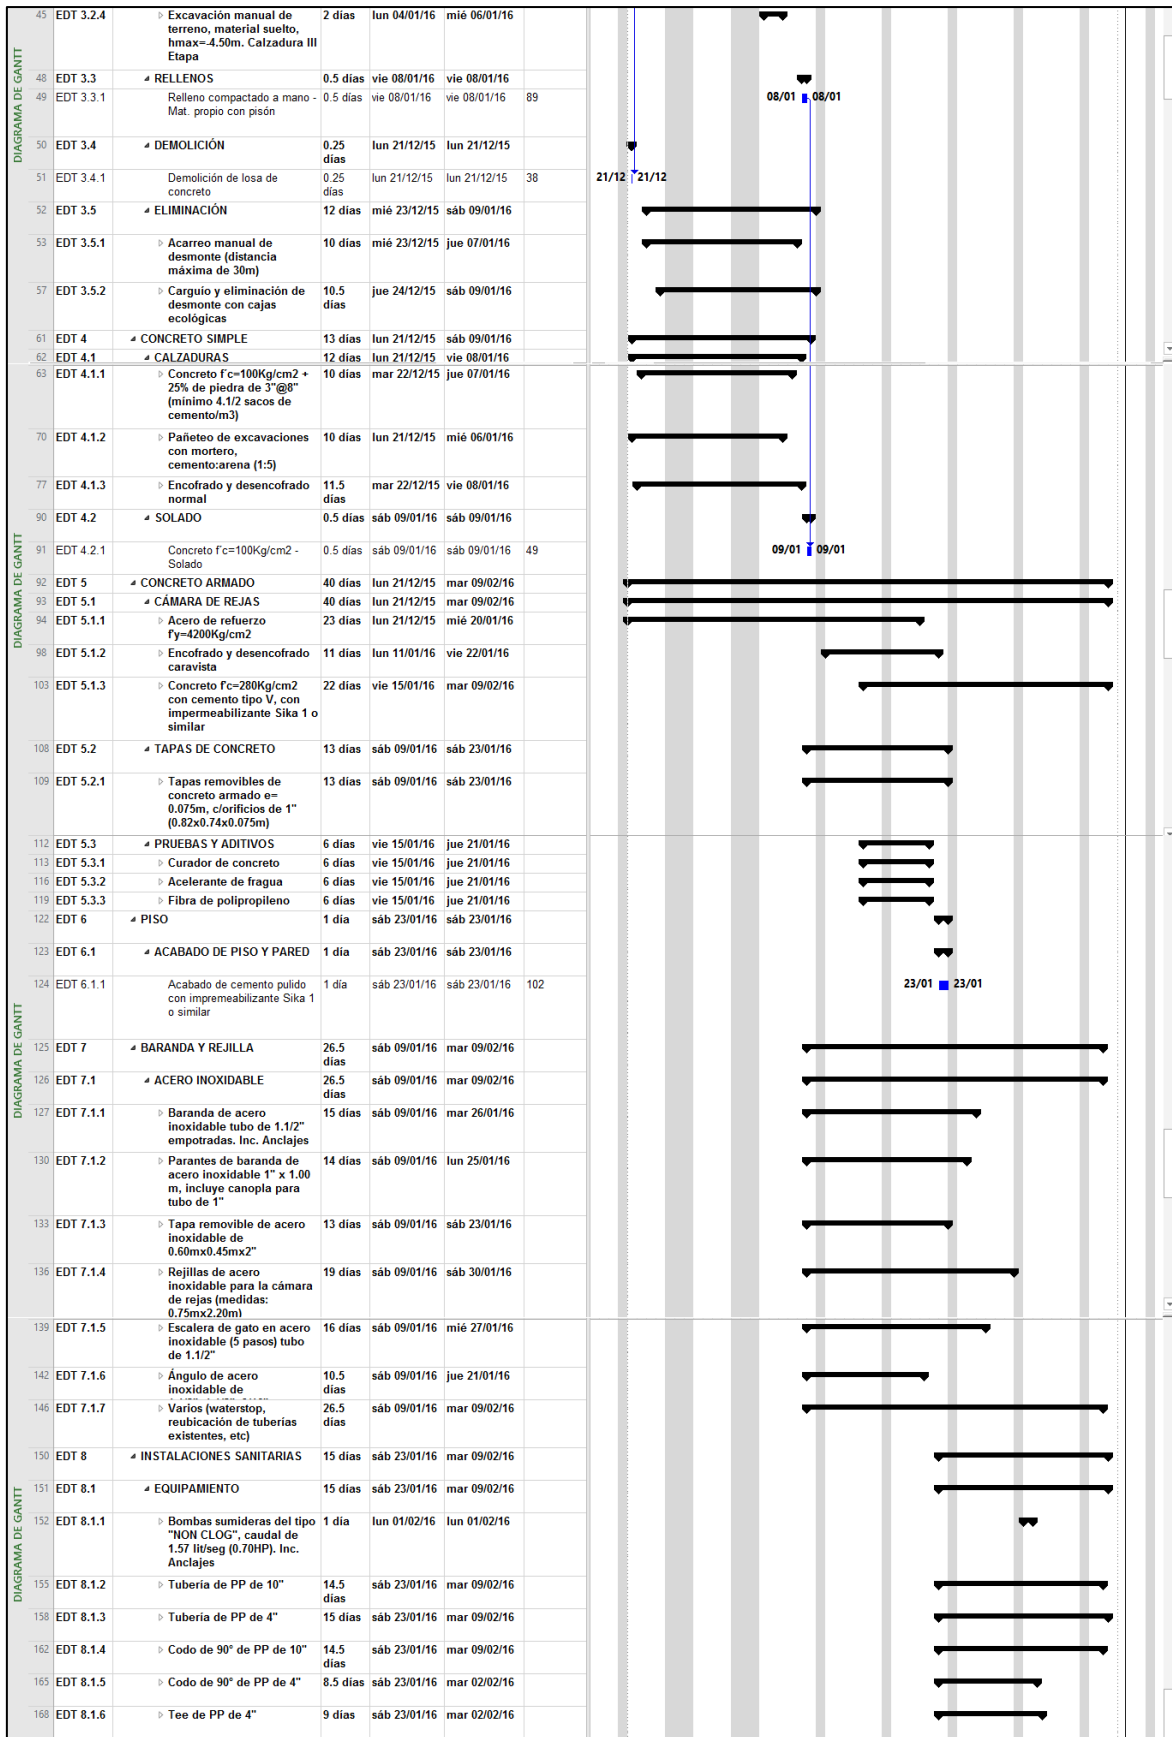 DIAGRAMA DE GANTT
45 EDT 3.2.4 Excavación manual de 2 días lun 04/01/16 mié 06/01/16
terreno, material suelto,
hmax=-4.50m. Calzadura III
Etapa
48 EDT 3.3 RELLENOS 0.5 días vie 08/01/16 vie 08/01/16
49 EDT 3.3.1 Relleno compactado a mano - 0.5 días vie 08/01/16 vie 08/01/16 89 08/01 08/01
Mat. propio con pisón
50 EDT 3.4 DEMOLICIÓN 0.25 lun 21/12/15 lun 21/12/15
días
51 EDT 3.4.1 Demolición de losa de 0.25 lun 21/12/15 lun 21/12/15 38 21/12 21/12
concreto días
52 EDT 3.5 ELIMINACIÓN 12 días mié 23/12/15 sáb 09/01/16
53 EDT 3.5.1 Acarreo manual de 10 días mié 23/12/15 jue 07/01/16
desmonte (distancia
máxima de 30m)
57 EDT 3.5.2 Carguío y eliminación de 10.5 jue 24/12/15 sáb 09/01/16
desmonte con cajas días
ecológicas
61 EDT 4 CONCRETO SIMPLE 13 días lun 21/12/15 sáb 09/01/16
62 EDT 4.1 CALZADURAS 12 días lun 21/12/15 vie 08/01/16
DIAGRAMA DE GANTT
63 EDT 4.1.1 Concreto f´c=100Kg/cm2 + 10 días mar 22/12/15 jue 07/01/16
25% de piedra de 3"@8"
(mínimo 4.1/2 sacos de
cemento/m3)
70 EDT 4.1.2 Pañeteo de excavaciones 10 días lun 21/12/15 mié 06/01/16
con mortero,
cemento:arena (1:5)
77 EDT 4.1.3 Encofrado y desencofrado 11.5 mar 22/12/15 vie 08/01/16
normal días
90 EDT 4.2 SOLADO 0.5 días sáb 09/01/16 sáb 09/01/16
91 EDT 4.2.1 Concreto f´c=100Kg/cm2 - 0.5 días sáb 09/01/16 sáb 09/01/16 49 09/01 09/01
Solado
92 EDT 5 CONCRETO ARMADO 40 días lun 21/12/15 mar 09/02/16
93 EDT 5.1 CÁMARA DE REJAS 40 días lun 21/12/15 mar 09/02/16
94 EDT 5.1.1 Acero de refuerzo 23 días lun 21/12/15 mié 20/01/16
f'y=4200Kg/cm2
98 EDT 5.1.2 Encofrado y desencofrado 11 días lun 11/01/16 vie 22/01/16
caravista
103 EDT 5.1.3 Concreto f'c=280Kg/cm2 22 días vie 15/01/16 mar 09/02/16
con cemento tipo V, con
impermeabilizante Sika 1 o
similar
108 EDT 5.2 TAPAS DE CONCRETO 13 días sáb 09/01/16 sáb 23/01/16
109 EDT 5.2.1 Tapas removibles de 13 días sáb 09/01/16 sáb 23/01/16
concreto armado e=
0.075m, c/orificios de 1"
(0.82x0.74x0.075m)
DIAGRAMA DE GANTT
112 EDT 5.3 PRUEBAS Y ADITIVOS 6 días vie 15/01/16 jue 21/01/16
113 EDT 5.3.1 Curador de concreto 6 días vie 15/01/16 jue 21/01/16
116 EDT 5.3.2 Acelerante de fragua 6 días vie 15/01/16 jue 21/01/16
119 EDT 5.3.3 Fibra de polipropileno 6 días vie 15/01/16 jue 21/01/16
122 EDT 6 PISO 1 día sáb 23/01/16 sáb 23/01/16
123 EDT 6.1 ACABADO DE PISO Y PARED 1 día sáb 23/01/16 sáb 23/01/16
124 EDT 6.1.1 Acabado de cemento pulido 1 día sáb 23/01/16 sáb 23/01/16 102 23/01 23/01
con impremeabilizante Sika 1
o similar
125 EDT 7 BARANDA Y REJILLA 26.5 sáb 09/01/16 mar 09/02/16
días
126 EDT 7.1 ACERO INOXIDABLE 26.5 sáb 09/01/16 mar 09/02/16
días
127 EDT 7.1.1 Baranda de acero 15 días sáb 09/01/16 mar 26/01/16
inoxidable tubo de 1.1/2"
empotradas. Inc. Anclajes
130 EDT 7.1.2 Parantes de baranda de 14 días sáb 09/01/16 lun 25/01/16
acero inoxidable 1" x 1.00
m, incluye canopla para
tubo de 1"
133 EDT 7.1.3 Tapa removible de acero 13 días sáb 09/01/16 sáb 23/01/16
inoxidable de
0.60mx0.45mx2"
136 EDT 7.1.4 Rejillas de acero 19 días sáb 09/01/16 sáb 30/01/16
inoxidable para la cámara
de rejas (medidas:
0.75mx2.20m)
DIAGRAMA DE GANTT
139 EDT 7.1.5 Escalera de gato en acero 16 días sáb 09/01/16 mié 27/01/16
inoxidable (5 pasos) tubo
de 1.1/2"
142 EDT 7.1.6 Ángulo de acero 10.5 sáb 09/01/16 jue 21/01/16
inoxidable de días
146 EDT 7.1.7 Varios (waterstop, 26.5 sáb 09/01/16 mar 09/02/16
reubicación de tuberías días
existentes, etc)
150 EDT 8 INSTALACIONES SANITARIAS 15 días sáb 23/01/16 mar 09/02/16
151 EDT 8.1 EQUIPAMIENTO 15 días sáb 23/01/16 mar 09/02/16
152 EDT 8.1.1 Bombas sumideras del tipo 1 día lun 01/02/16 lun 01/02/16
"NON CLOG", caudal de
1.57 lit/seg (0.70HP). Inc.
Anclajes
155 EDT 8.1.2 Tubería de PP de 10" 14.5 sáb 23/01/16 mar 09/02/16
días
158 EDT 8.1.3 Tubería de PP de 4" 15 días sáb 23/01/16 mar 09/02/16
162 EDT 8.1.4 Codo de 90° de PP de 10" 14.5 sáb 23/01/16 mar 09/02/16
días
165 EDT 8.1.5 Codo de 90° de PP de 4" 8.5 días sáb 23/01/16 mar 02/02/16
168 EDT 8.1.6 Tee de PP de 4" 9 días sáb 23/01/16 mar 02/02/16